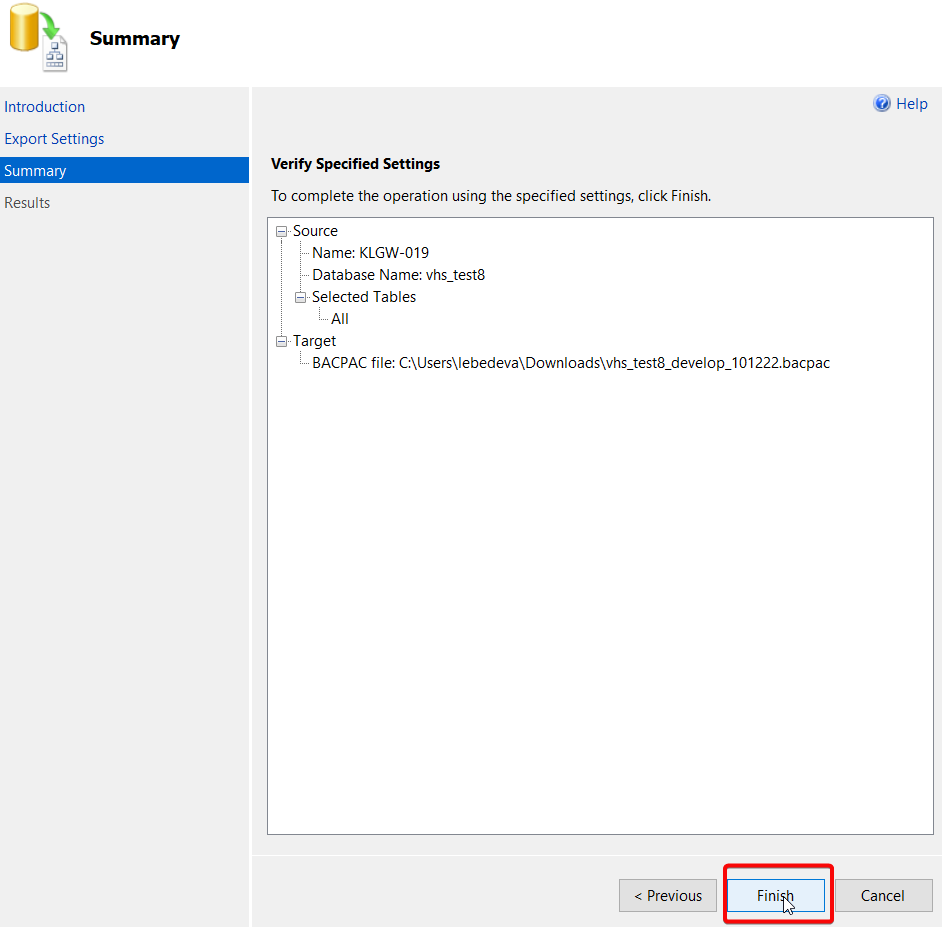 Summary
Introduction
Export Settings
Summary
Results
Help
Verify Specified Settings
To complete the operation using the specified settings, click Finish.
Source
Name: KLGW-019
Database Name: vhs_test8
Selected Tables
All
Target
BACPAC file: C:\Users\lebedeva\Downloads\vhs_test8_develop_101222.bacpac
< Previous
Finish
Cancel